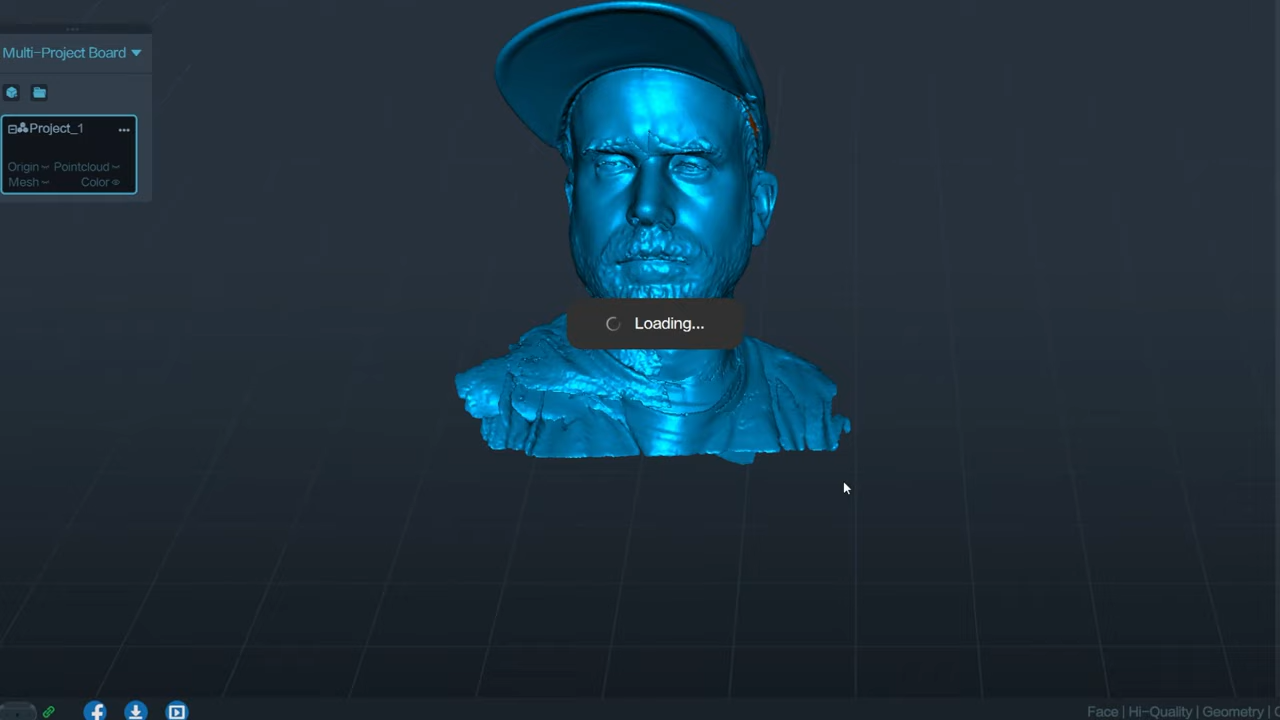 Multi-Project Board
Project_1
Origin Pointcloud
Mesh Color
Loading...
Face | Hi-Quality | Geometry |